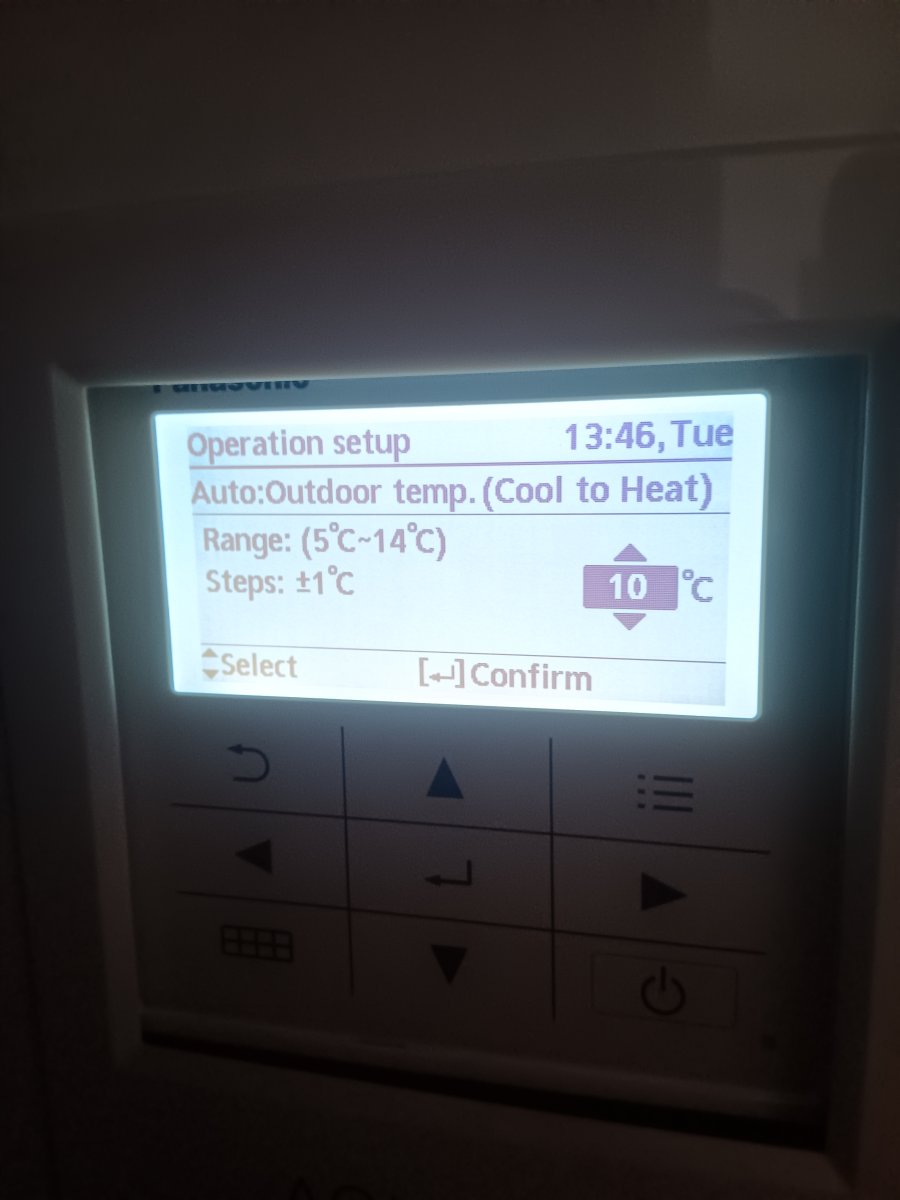 Panasonic
Operation setup 13:46, Tue
Auto:Outdoor temp. (Cool to Heat)
Range: (5°C~14°C)
Steps: ±1°C
10 °C
Select [↵] Confirm